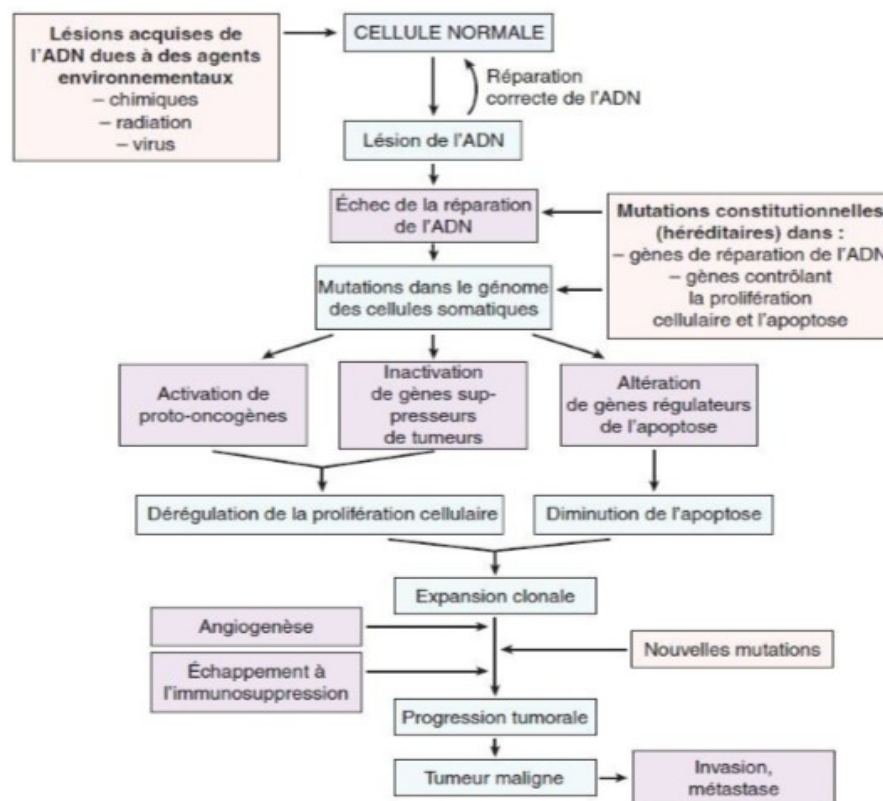 Lésions acquises de
l'ADN dues à des agents
environnementaux
– chimiques
– radiation
– virus
CELLULE NORMALE
Réparation
correcte de l'ADN
Lésion de l'ADN
Échec de la réparation
de l'ADN
Mutations constitutionnelles
(héréditaires) dans :
– gènes de réparation de l'ADN
– gènes contrôlant
la prolifération
cellulaire et l'apoptose
Mutations dans le génome
des cellules somatiques
Activation de
proto-oncogènes
Inactivation
de gènes sup-
presseurs
de tumeurs
Altération
de gènes régulateurs
de l'apoptose
Dérégulation de la prolifération cellulaire
Diminution de l'apoptose
Expansion clonale
Angiogenèse
Nouvelles mutations
Échappement à
l'immunosuppression
Progression tumorale
Tumeur maligne
Invasion,
métastase